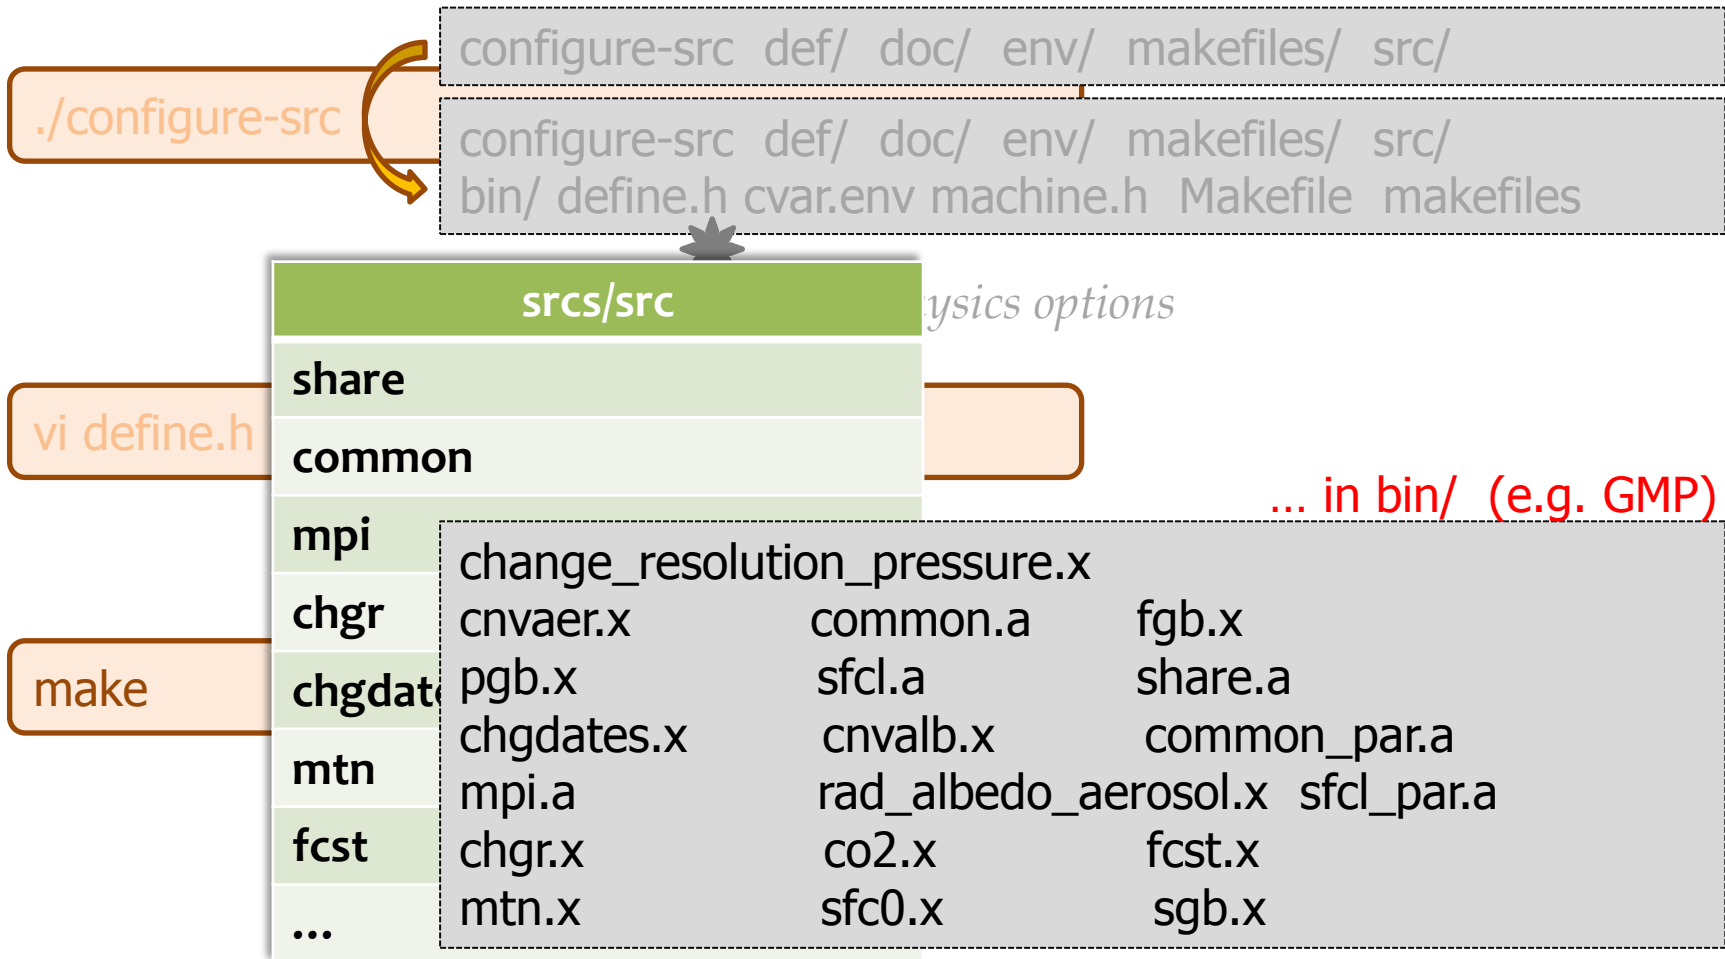 configure-src def/ doc/ env/ makefiles/ src/
./configure-src
configure-src def/ doc/ env/ makefiles/ src/
bin/ define.h cvar.env machine.h Makefile makefiles
srcs/src
options
share
vi define.h
common
... in bin/ (e.g. GMP)
mpi
change_resolution_pressure.x
chgr
cnvaer.x common.a fgb.x
make
pgb.x sfcl.a share.a
chgdates.x cnvalb.x common_par.a
mtn
mpi.a rad_albedo_aerosol.x sfcl_par.a
fcst
chgr.x co2.x fcst.x
mtn.x sfc0.x sgb.x
...